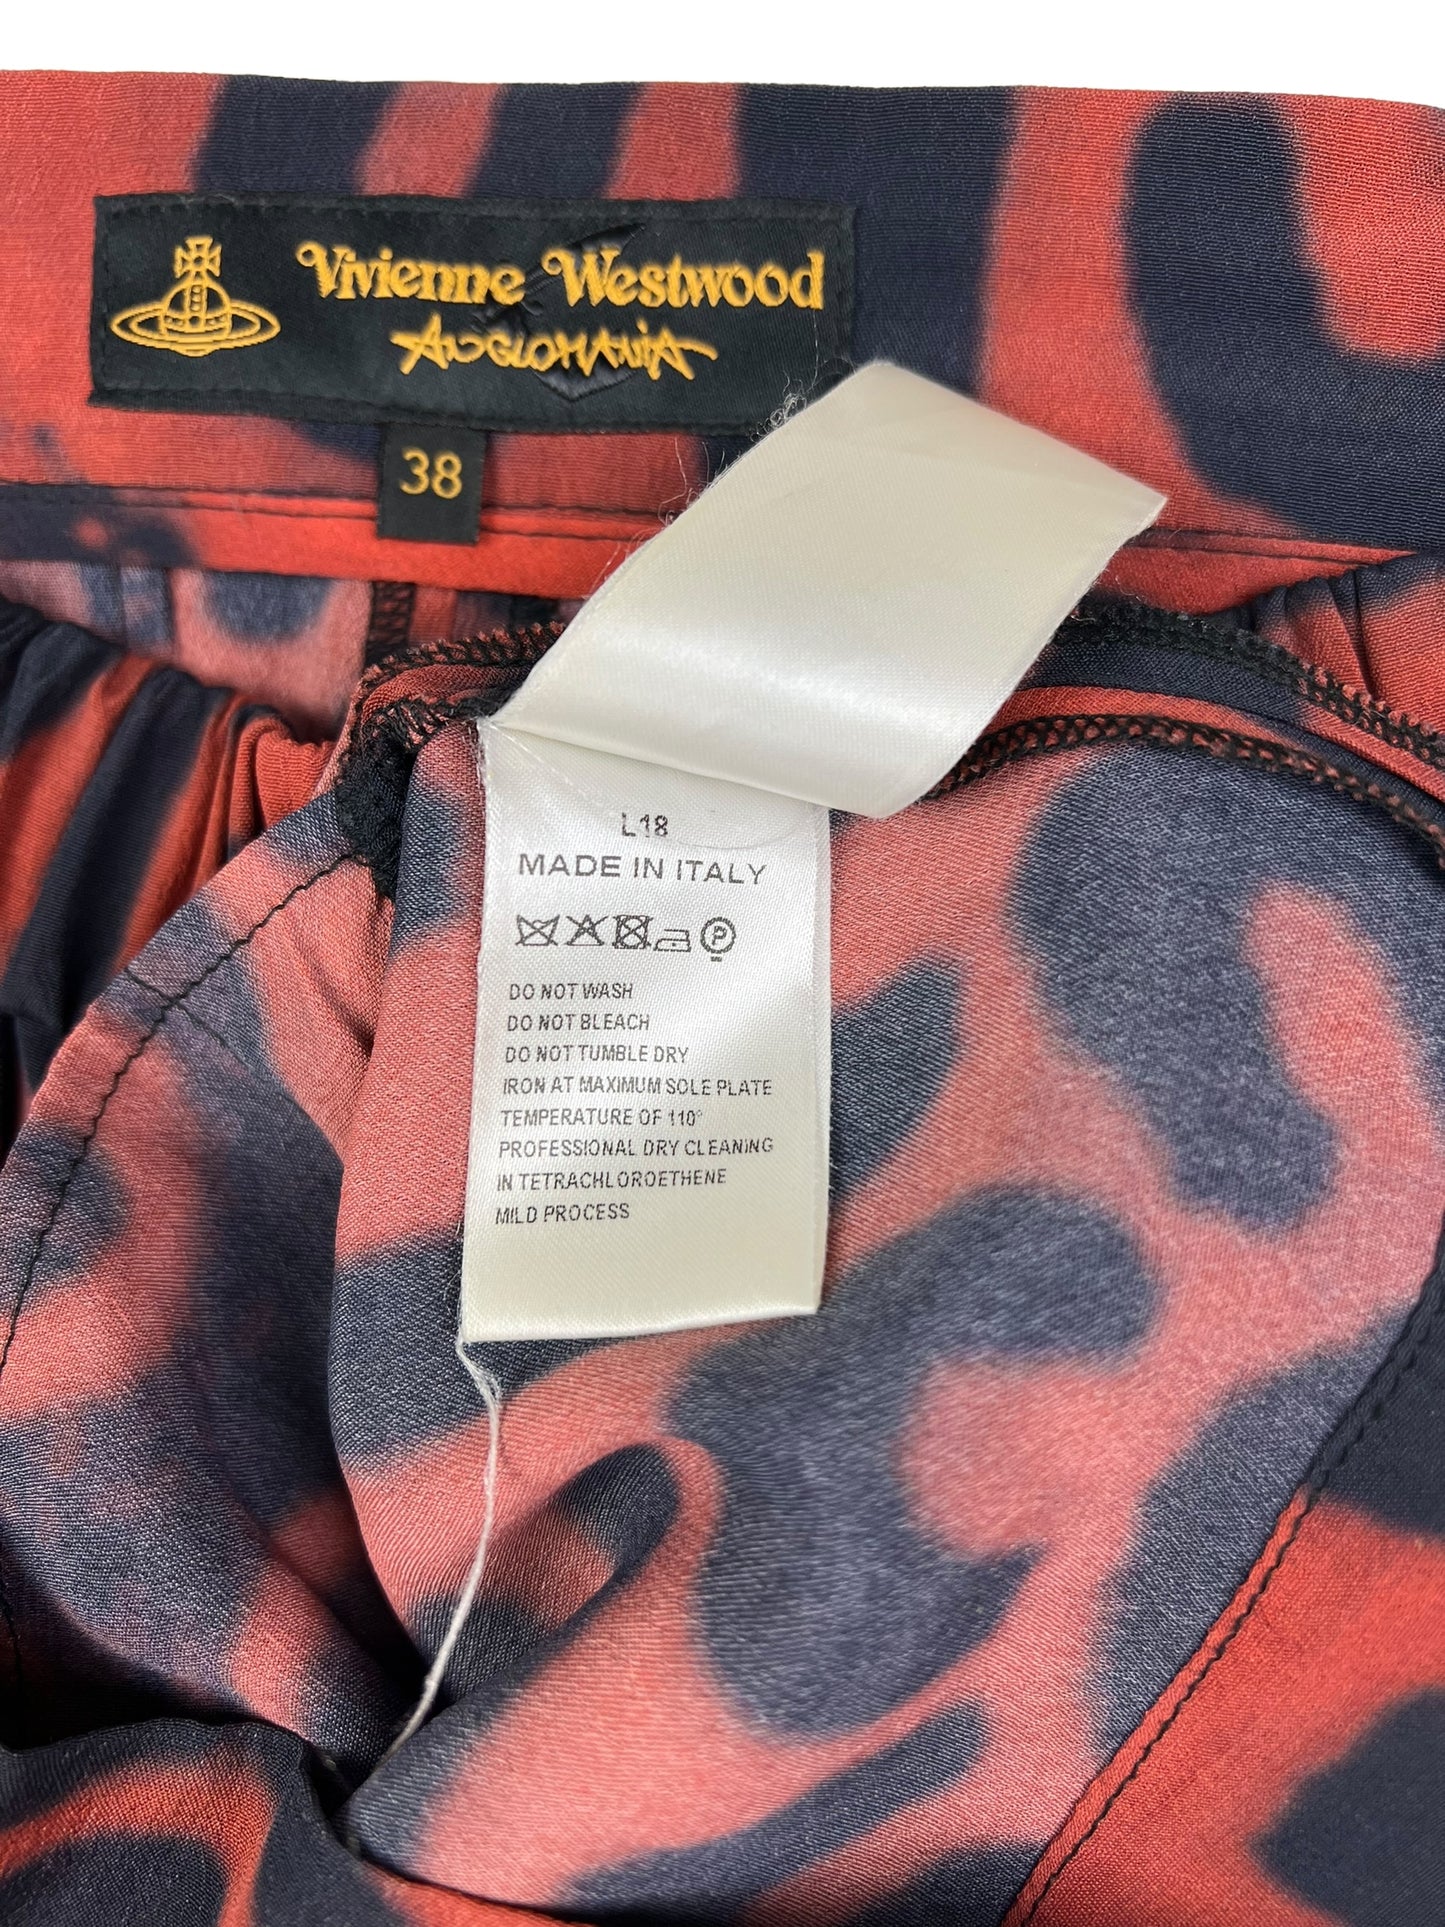 Vivienne Westwood
ANGLOMANIA
38
L18
MADE IN ITALY
P
DO NOT WASH
DO NOT BLEACH
DO NOT TUMBLE DRY
IRON AT MAXIMUM SOLE PLATE
TEMPERATURE OF 110°
PROFESSIONAL DRY CLEANING
IN TETRACHLOROETHENE
MILD PROCESS